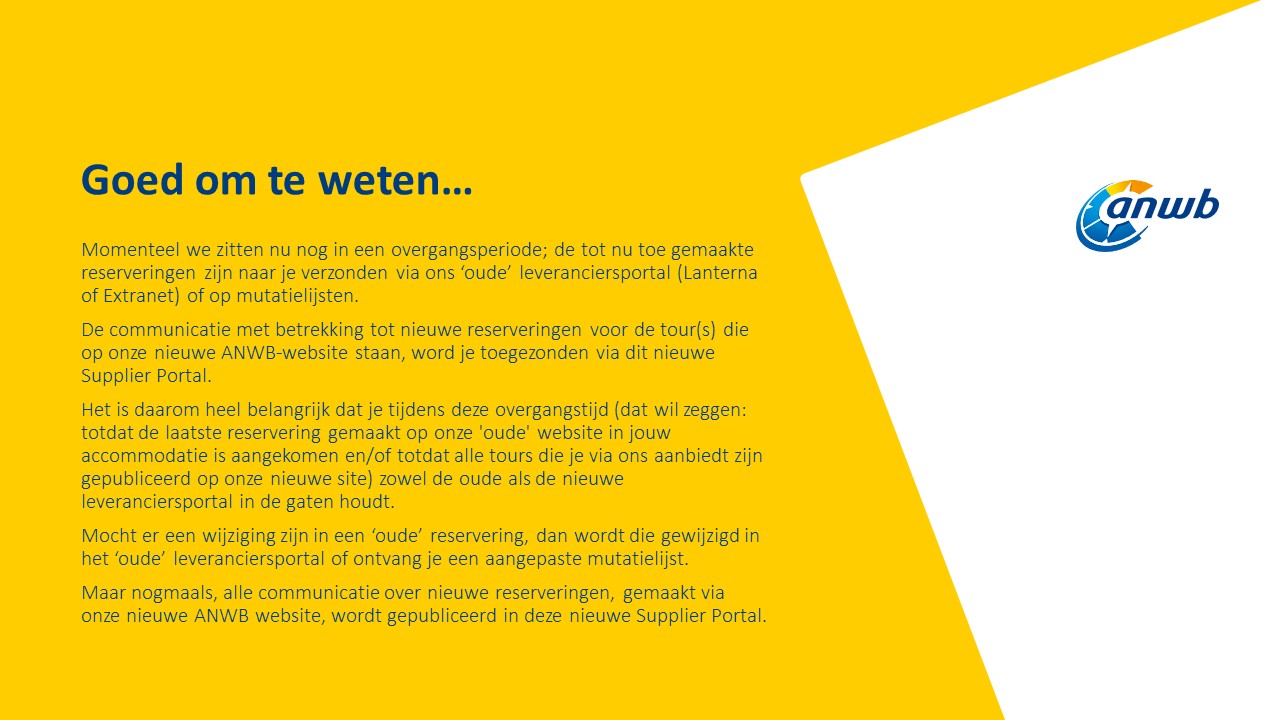 Goed om te weten…
anwb
Momenteel we zitten nu nog in een overgangsperiode; de tot nu toe gemaakte
reserveringen zijn naar je verzonden via ons ‘oude’ leveranciersportal (Lanterna
of Extranet) of op mutatielijsten.
De communicatie met betrekking tot nieuwe reserveringen voor de tour(s) die
op onze nieuwe ANWB-website staan, word je toegezonden via dit nieuwe
Supplier Portal.
Het is daarom heel belangrijk dat je tijdens deze overgangstijd (dat wil zeggen:
totdat de laatste reservering gemaakt op onze 'oude' website in jouw
accommodatie is aangekomen en/of totdat alle tours die je via ons aanbiedt zijn
gepubliceerd op onze nieuwe site) zowel de oude als de nieuwe
leveranciersportal in de gaten houdt.
Mocht er een wijziging zijn in een ‘oude’ reservering, dan wordt die gewijzigd in
het ‘oude’ leveranciersportal of ontvang je een aangepaste mutatielijst.
Maar nogmaals, alle communicatie over nieuwe reserveringen, gemaakt via
onze nieuwe ANWB website, wordt gepubliceerd in deze nieuwe Supplier Portal.